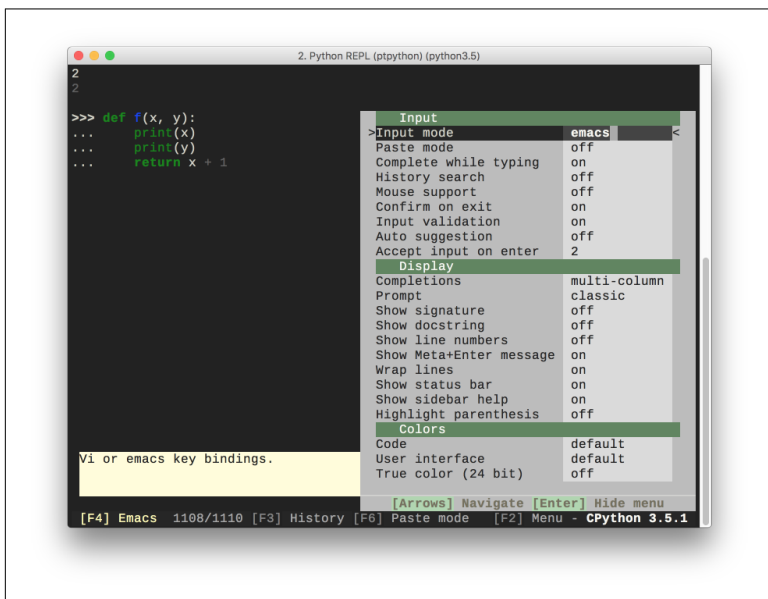 2. Python REPL (ptpython) (python3.5)
2
2
>>> def f(x, y):
...     print(x)
...     print(y)
...     return x + 1
Input
>Input mode emacs <
Paste mode off
Complete while typing on
History search off
Mouse support off
Confirm on exit on
Input validation on
Auto suggestion off
Accept input on enter 2
Display
Completions multi-column
Prompt classic
Show signature off
Show docstring off
Show line numbers off
Show Meta+Enter message on
Wrap lines on
Show status bar on
Show sidebar help on
Highlight parenthesis off
Colors
Code default
User interface default
True color (24 bit) off
Vi or emacs key bindings.
[Arrows] Navigate [Enter] Hide menu
[F4] Emacs 1108/1110 [F3] History [F6] Paste mode [F2] Menu - CPython 3.5.1